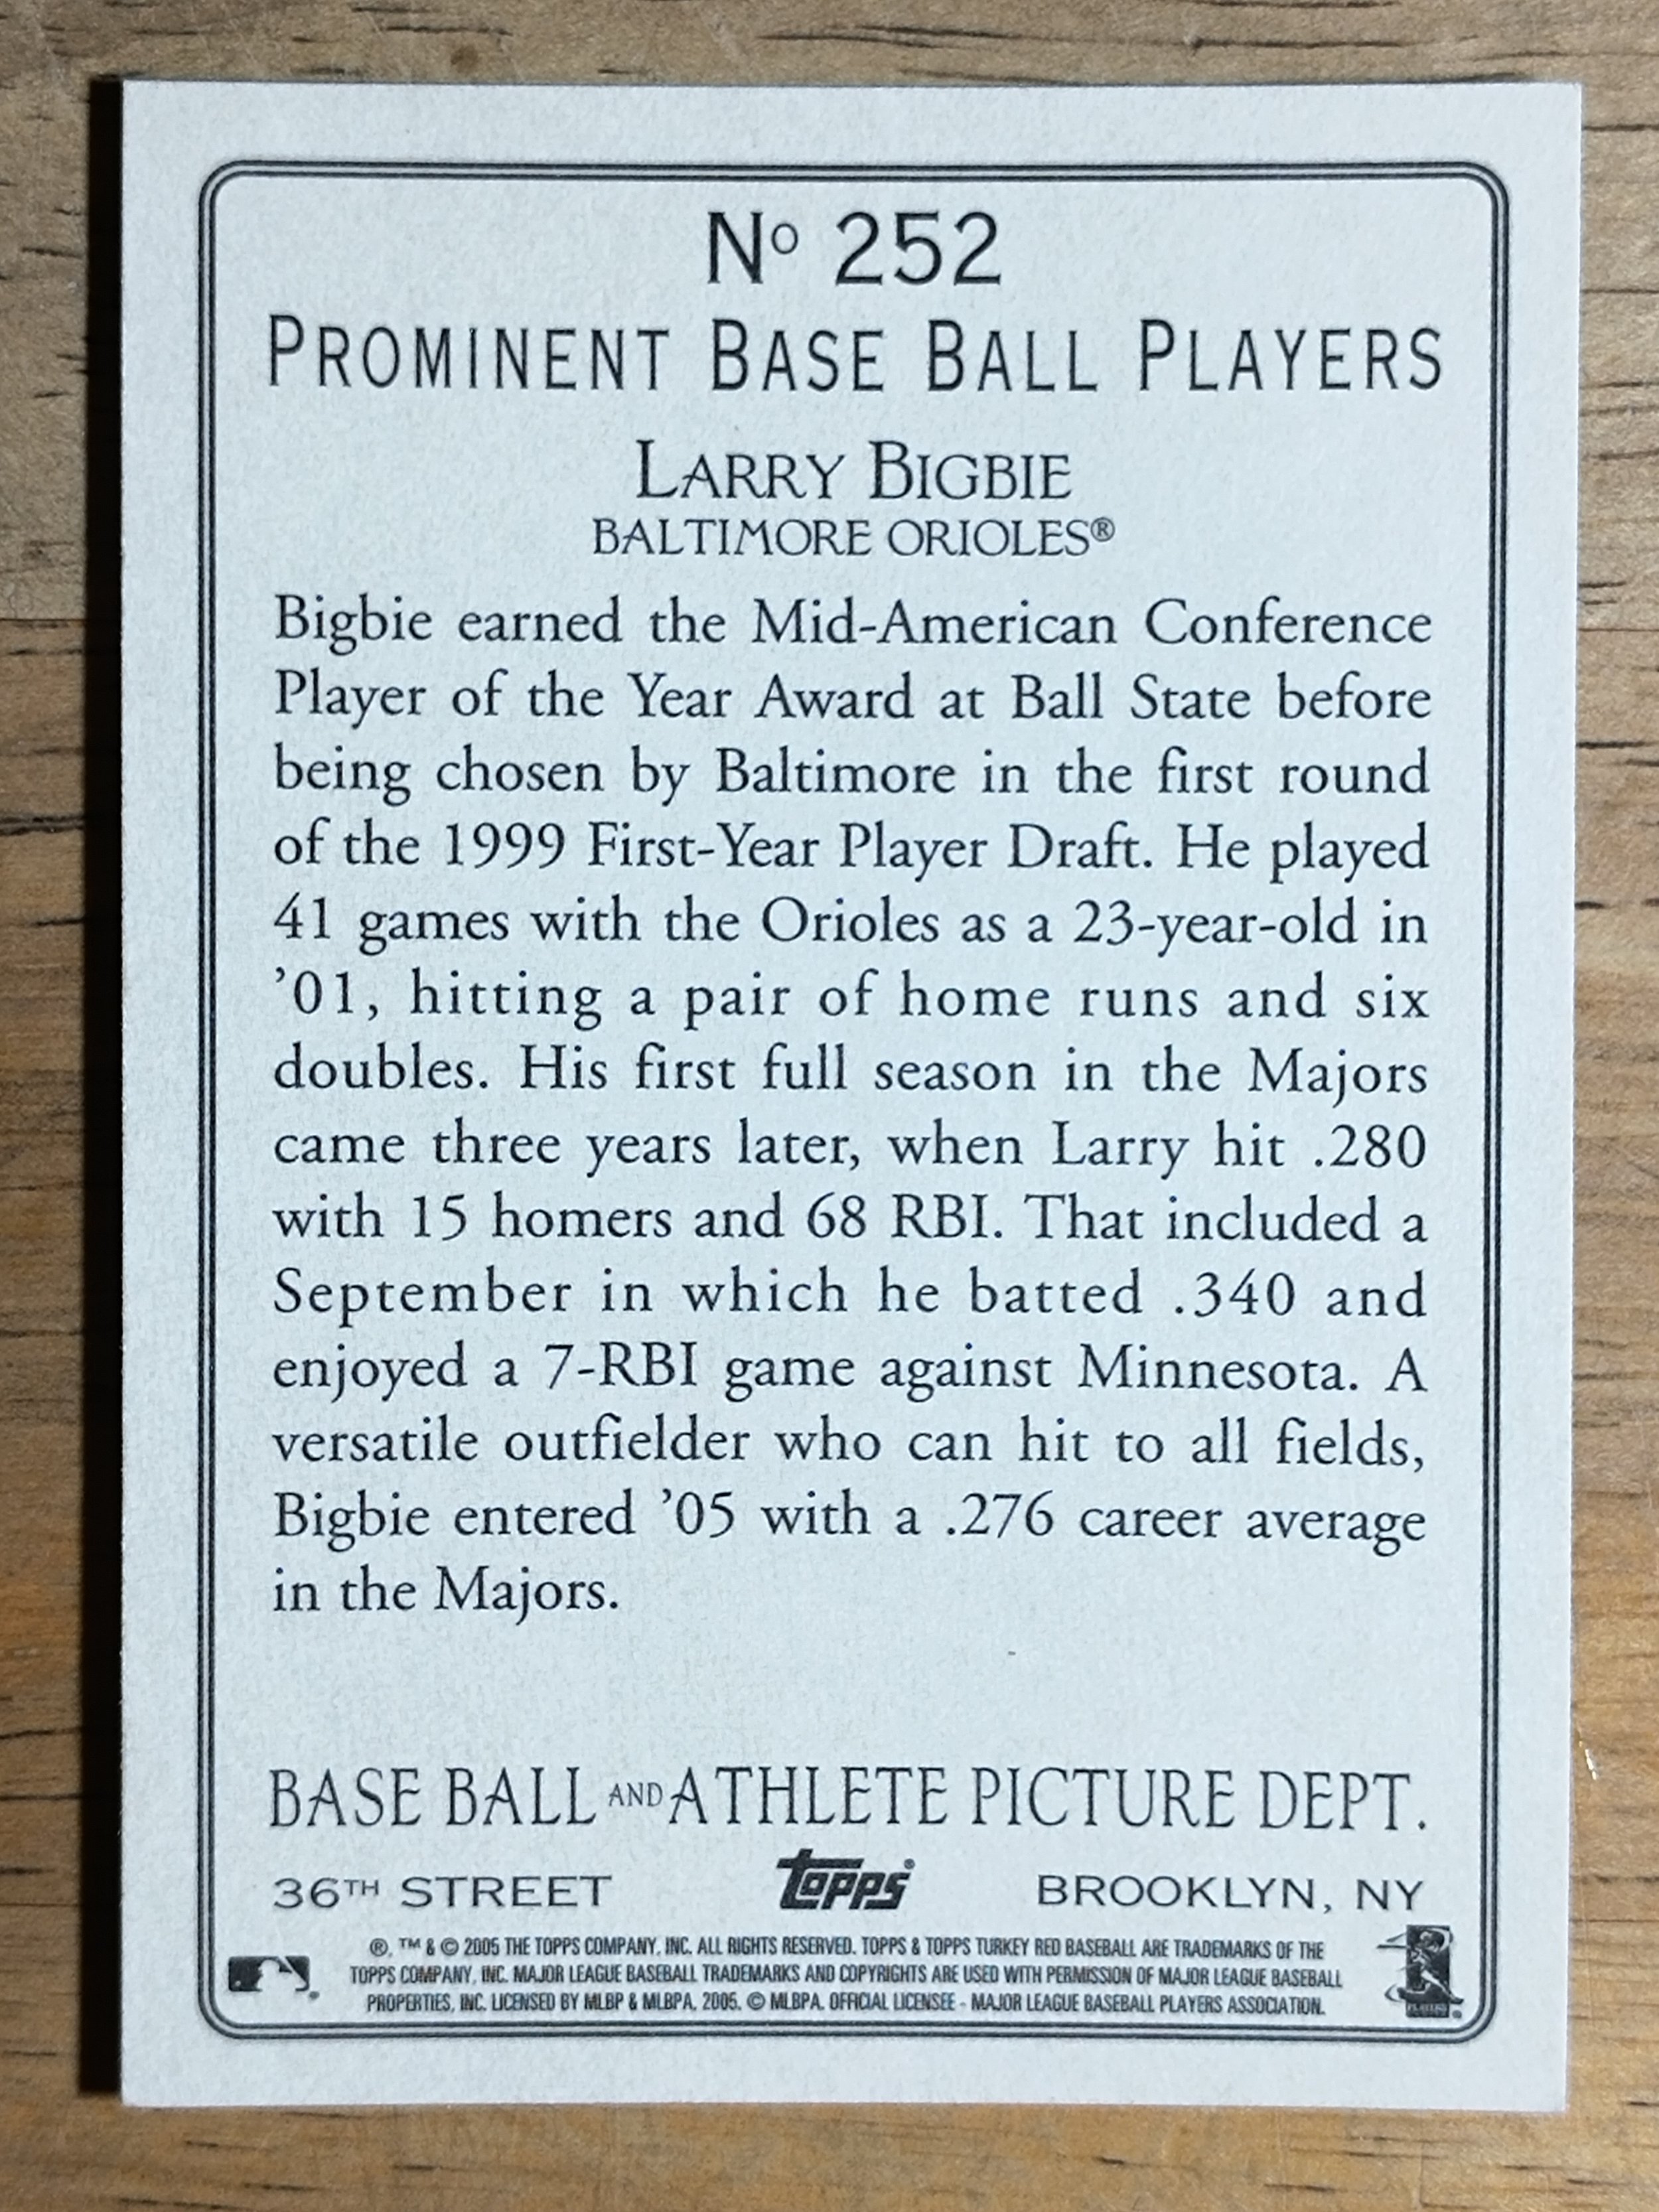 Nº 252
PROMINENT BASE BALL PLAYERS
LARRY BIGBIE
BALTIMORE ORIOLES®
Bigbie earned the Mid-American Conference
Player of the Year Award at Ball State before
being chosen by Baltimore in the first round
of the 1999 First-Year Player Draft. He played
41 games with the Orioles as a 23-year-old in
’01, hitting a pair of home runs and six
doubles. His first full season in the Majors
came three years later, when Larry hit .280
with 15 homers and 68 RBI. That included a
September in which he batted .340 and
enjoyed a 7-RBI game against Minnesota. A
versatile outfielder who can hit to all fields,
Bigbie entered ’05 with a .276 career average
in the Majors.
BASE BALL AND ATHLETE PICTURE DEPT.
36TH STREET topps® BROOKLYN, NY
®, ™ & © 2005 THE TOPPS COMPANY, INC. ALL RIGHTS RESERVED. TOPPS & TOPPS TURKEY RED BASEBALL ARE TRADEMARKS OF THE
TOPPS COMPANY, INC. MAJOR LEAGUE BASEBALL TRADEMARKS AND COPYRIGHTS ARE USED WITH PERMISSION OF MAJOR LEAGUE BASEBALL
PROPERTIES, INC. LICENSED BY MLBP & MLBPA, 2005. © MLBPA. OFFICIAL LICENSEE - MAJOR LEAGUE BASEBALL PLAYERS ASSOCIATION.